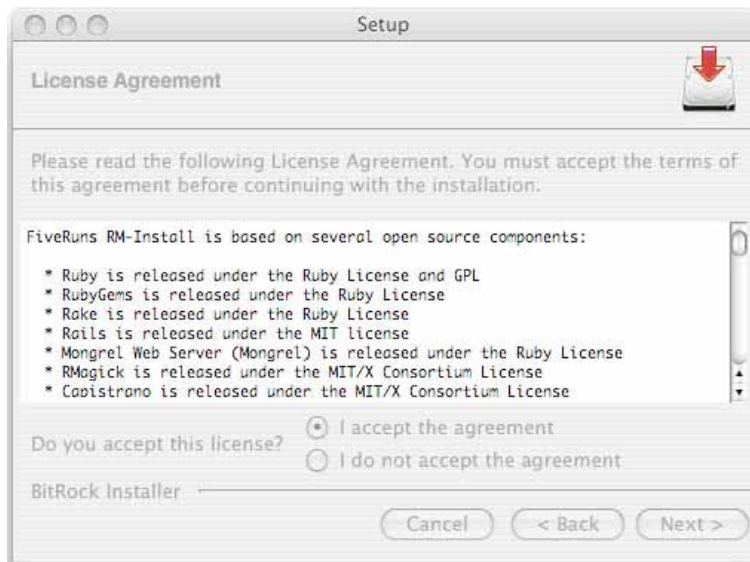 Setup
License Agreement
Please read the following License Agreement. You must accept the terms of
this agreement before continuing with the installation.
FiveRuns RM-Install is based on several open source components:
* Ruby is released under the Ruby License and GPL
* RubyGems is released under the Ruby License
* Rake is released under the Ruby License
* Rails is released under the MIT license
* Mongrel Web Server (Mongrel) is released under the Ruby License
* RMagick is released under the MIT/X Consortium License
* Capistrano is released under the MIT/X Consortium License
Do you accept this license?
I accept the agreement
I do not accept the agreement
BitRock Installer
Cancel < Back Next >